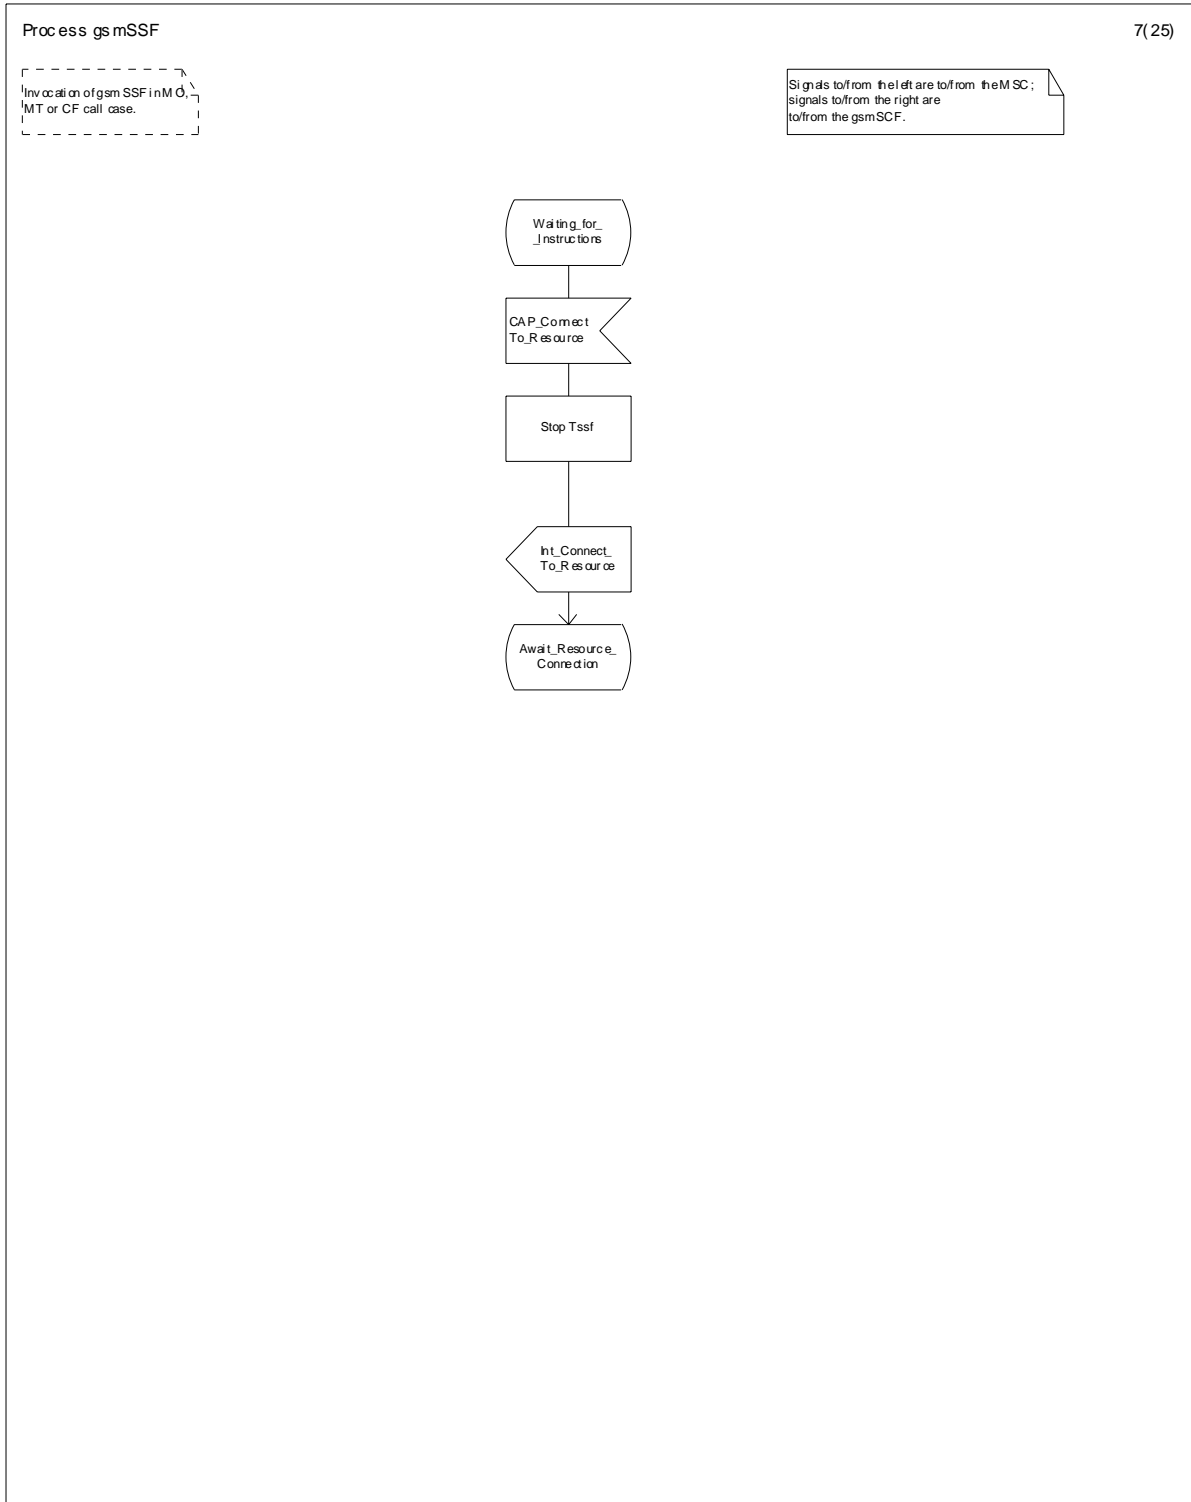 Process gsmSSF
7(25)
Invocation of gsmSSF in MO,
MT or CF call case.
Signals to/from the left are to/from the MSC;
signals to/from the right are
to/from the gsmSCF.
Waiting_for_
_Instructions
CAP_Connect
To_Resource
Stop Tssf
Int_Connect_
To_Resource
Await_Resource_
Connection